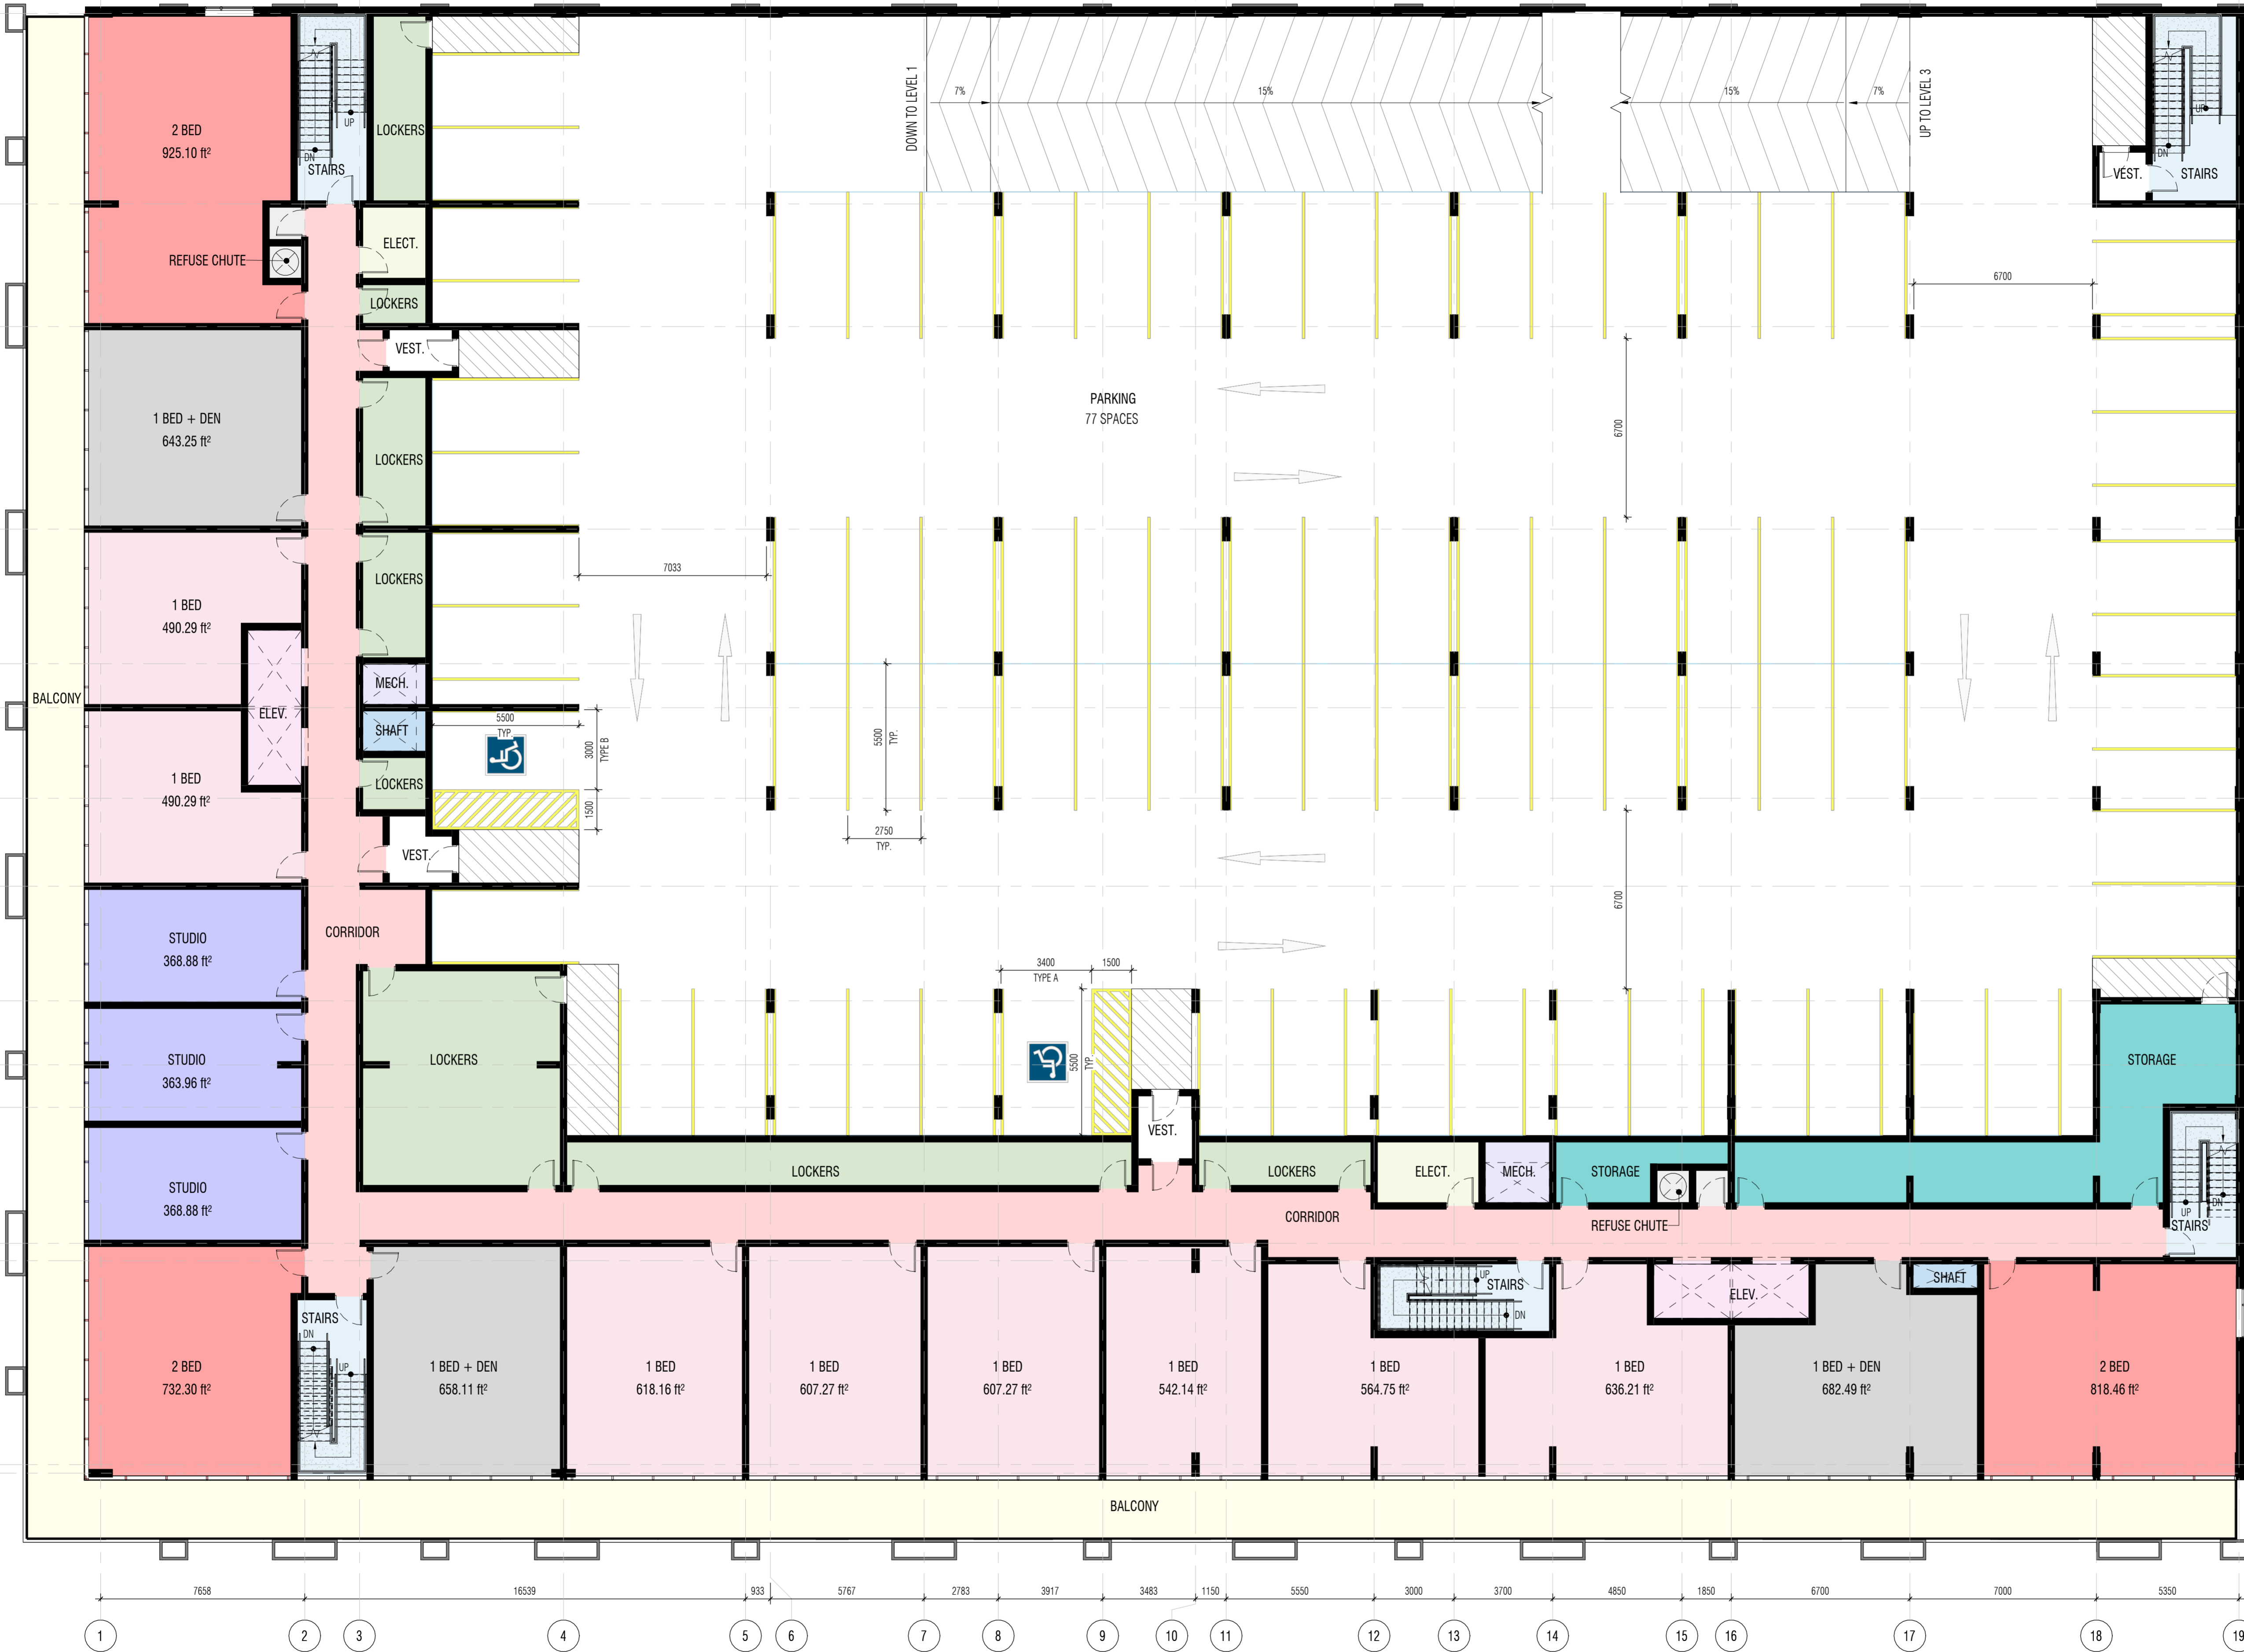 DOWN TO LEVEL 1
7%
15%
15%
7%
UP TO LEVEL 3
2 BED
925.10 ft²
UP
DN
STAIRS
LOCKERS
UP
DN
VEST.
STAIRS
ELECT.
REFUSE CHUTE
LOCKERS
6700
VEST.
PARKING
77 SPACES
1 BED + DEN
643.25 ft²
LOCKERS
6700
7033
LOCKERS
1 BED
490.29 ft²
MECH.
BALCONY
ELEV.
SHAFT
5500
TYP.
3000
TYPE B
5500
TYP.
1 BED
490.29 ft²
LOCKERS
1500
2750
TYP.
VEST.
6700
STUDIO
368.88 ft²
CORRIDOR
3400
TYPE A
1500
STUDIO
363.96 ft²
LOCKERS
5500
TYP.
STORAGE
VEST.
STUDIO
368.88 ft²
LOCKERS
LOCKERS
ELECT.
MECH.
STORAGE
CORRIDOR
REFUSE CHUTE
UP
DN
STAIRS
STAIRS
DN
UP
UP
STAIRS
DN
ELEV.
SHAFT
2 BED
732.30 ft²
1 BED + DEN
658.11 ft²
1 BED
618.16 ft²
1 BED
607.27 ft²
1 BED
607.27 ft²
1 BED
542.14 ft²
1 BED
564.75 ft²
1 BED
636.21 ft²
1 BED + DEN
682.49 ft²
2 BED
818.46 ft²
BALCONY
7658 16539 933 5767 2783 3917 3483 1150 5550 3000 3700 4850 1850 6700 7000 5350
1 2 3 4 5 6 7 8 9 10 11 12 13 14 15 16 17 18 19